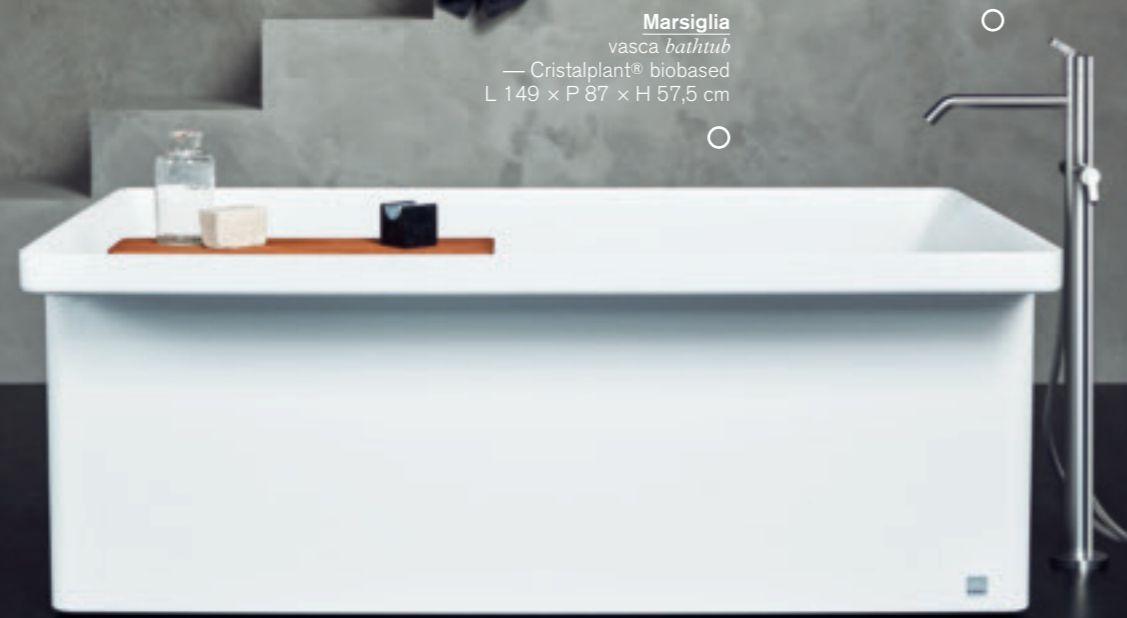 Marsiglia
vasca bathtub
— Cristalplant® biobased
L 149 × P 87 × H 57,5 cm